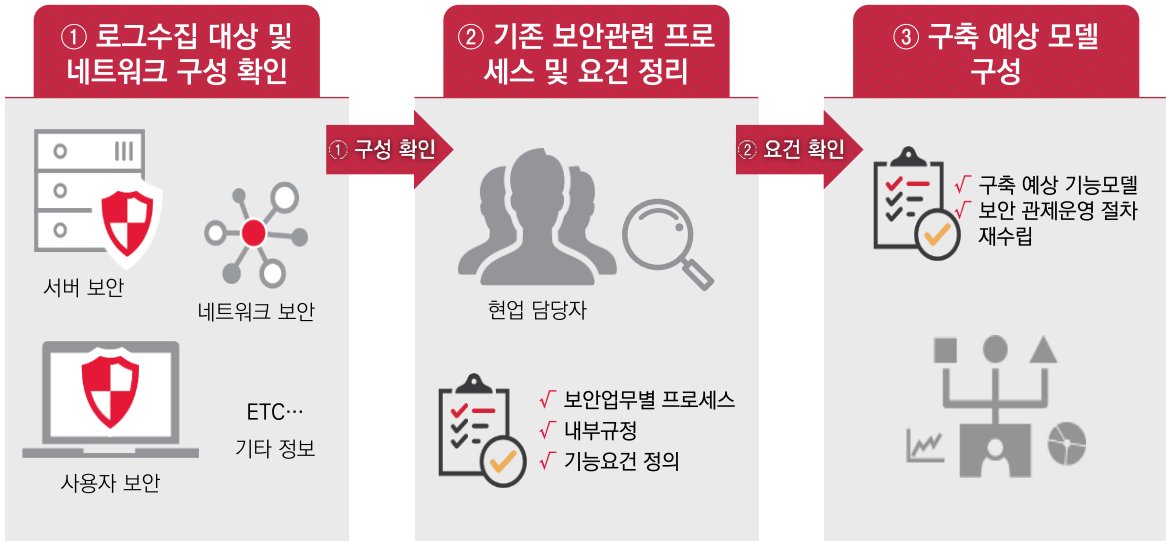 ① 로그수집 대상 및
네트워크 구성 확인
서버 보안
네트워크 보안
사용자 보안
ETC…
기타 정보
① 구성 확인
② 기존 보안관련 프로
세스 및 요건 정리
현업 담당자
√ 보안업무별 프로세스
√ 내부규정
√ 기능요건 정의
② 요건 확인
③ 구축 예상 모델
구성
√ 구축 예상 기능모델
√ 보안 관제운영 절차
재수립